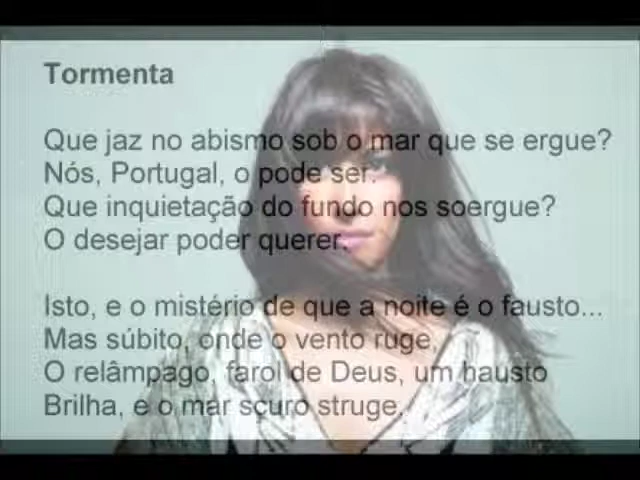 Tormenta
Que jaz no abismo sob o mar que se ergue?
Nós, Portugal, o poder ser.
Que inquietação do fundo nos soergue?
O desejar poder querer.
Isto, e o mistério de que a noite é o fausto...
Mas súbito, onde o vento ruge,
O relâmpago, farol de Deus, um hausto
Brilha, e o mar scuro struge.